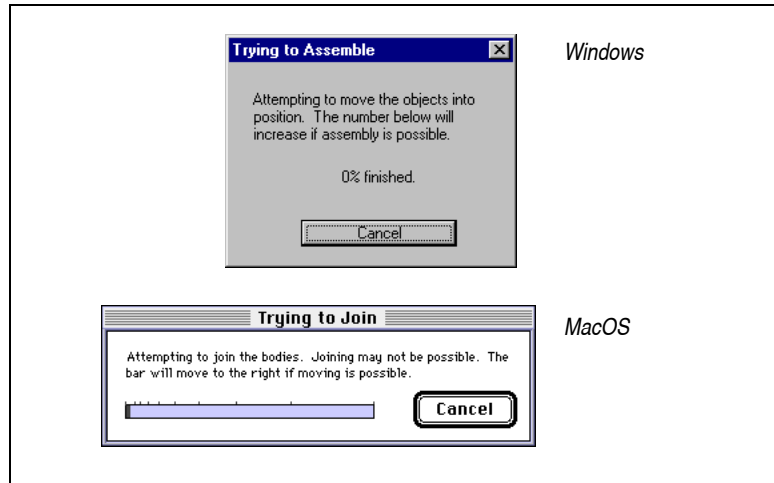 Trying to Assemble
Windows
Attempting to move the objects into
position. The number below will
increase if assembly is possible.
0% finished.
Cancel
Trying to Join
MacOS
Attempting to join the bodies. Joining may not be possible. The
bar will move to the right if moving is possible.
Cancel